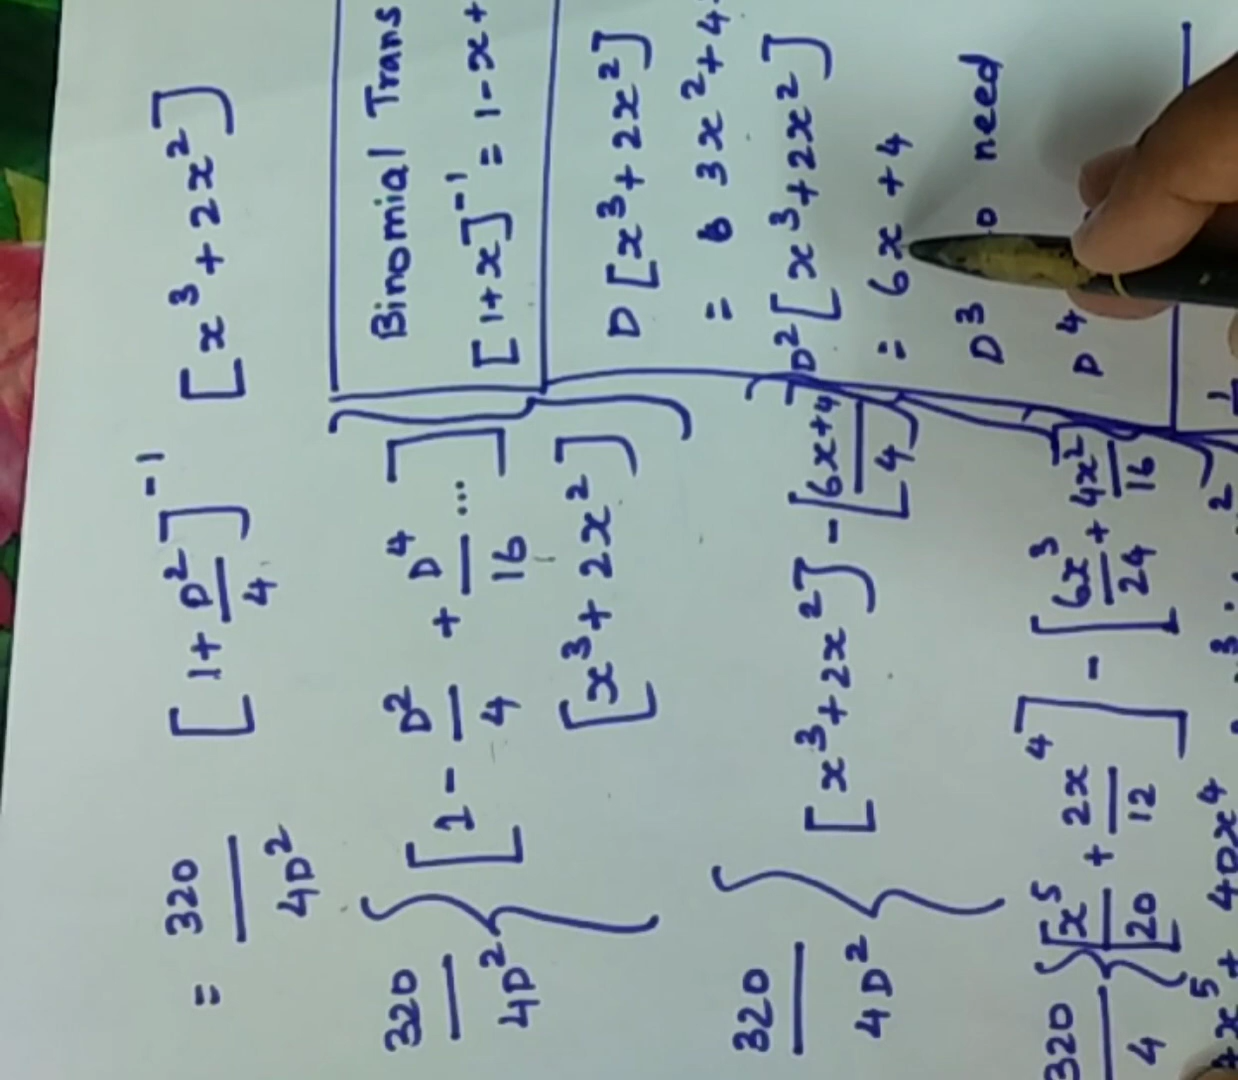 = 320/4D² [1+D²/4]⁻¹ [x³+2x²]
320/4D² { [1 - D²/4 + D⁴/16 ...]
[x³+2x²] }
320/4D² { [x³+2x²] - [6x+4/4] }
320/4 { [x⁵/20 + 2x⁴/12] - [6x³/24 + 4x²/16] }
x⁵ + 40x⁴
Binomial Trans
[1+x]⁻¹ = 1-x+
D[x³+2x²]
= 3x²+4
D²[x³+2x²]
= 6x+4
D³ need
D⁴